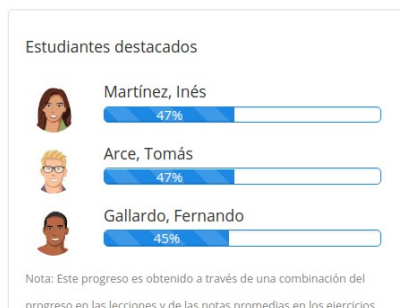 Estudiantes destacados
Martínez, Inés
47%
Arce, Tomás
47%
Gallardo, Fernando
45%
Nota: Este progreso es obtenido a través de una combinación del
progreso en las lecciones y de las notas promedias en los ejercicios